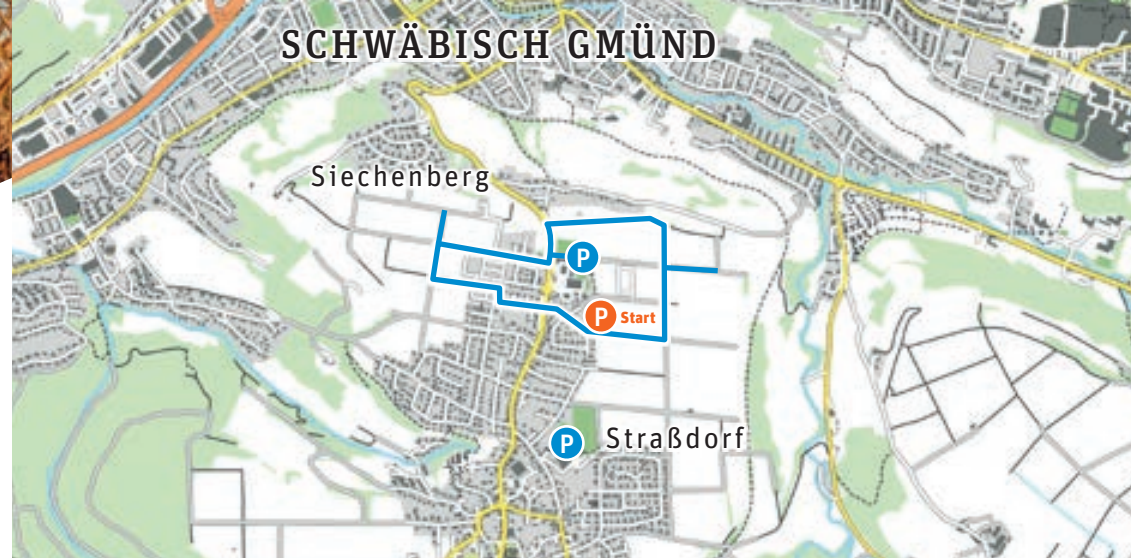 SCHWÄBISCH GMÜND
Siechenberg
P
P Start
P
Straßdorf